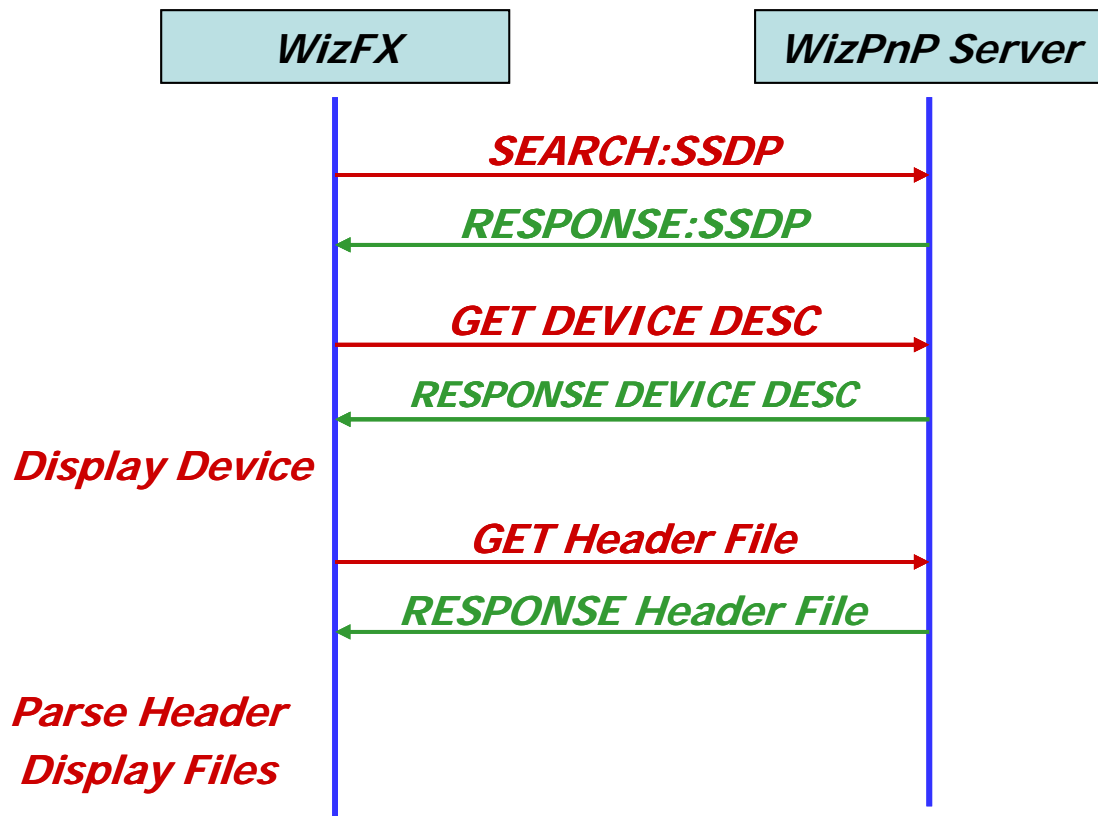 WizFX
WizPnP Server
SEARCH:SSDP
RESPONSE:SSDP
GET DEVICE DESC
RESPONSE DEVICE DESC
Display Device
GET Header File
RESPONSE Header File
Parse Header
Display Files